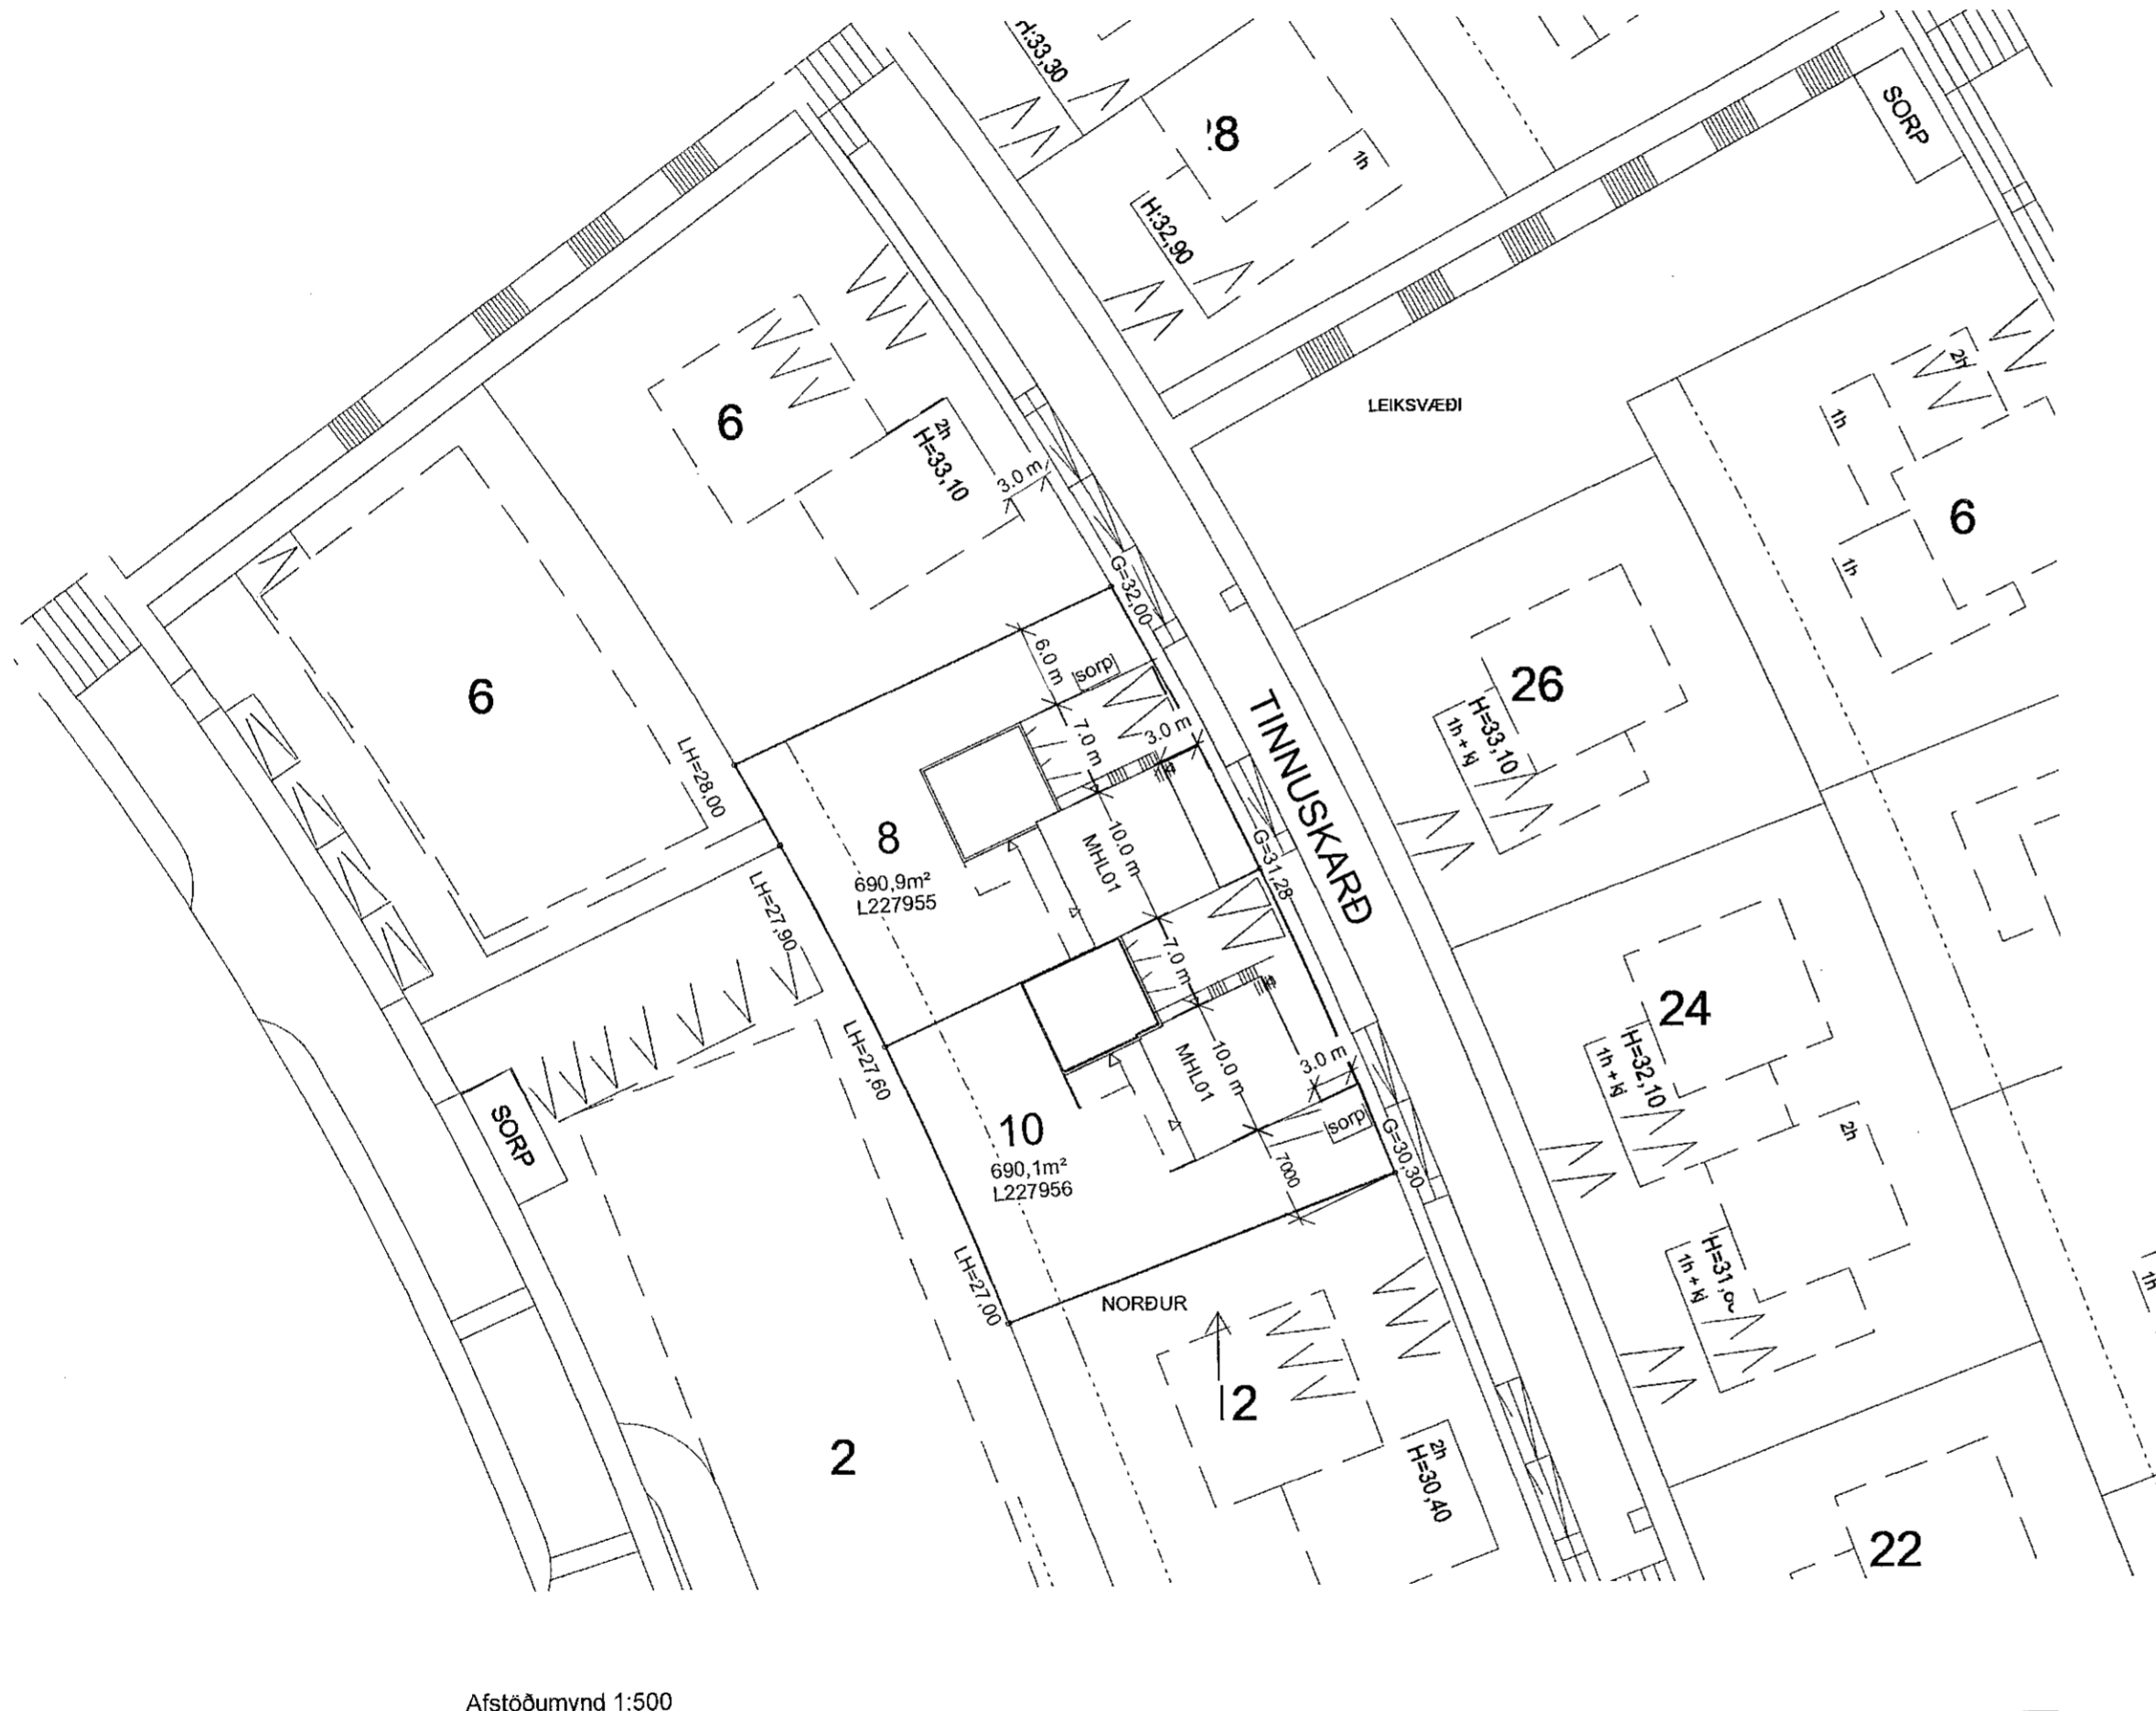 H:33,30
8
1h
H:32,90
SORP
LEIKSVÆÐI
6
2h
H=33,10
3.0 m
2h
1h
6
1h
G=32,00
6.0 m
sorp
6
LH=28,00
7.0 m
3.0 m
TINNUSKARÐ
26
H=33,10
1h + kj
8
690,9m²
L227955
10.0 m
MHL01
G=31,28
LH=27,90
7.0 m
LH=27,60
24
H=32,10
1h + kj
2h
SORP
10
690,1m²
L227956
10.0 m
MHL01
3.0 m
sorp
G=30,30
7000
LH=27,00
NORÐUR
1h + kj
1h
12
2
2h
H=30,40
22
Afstöðumynd 1:500